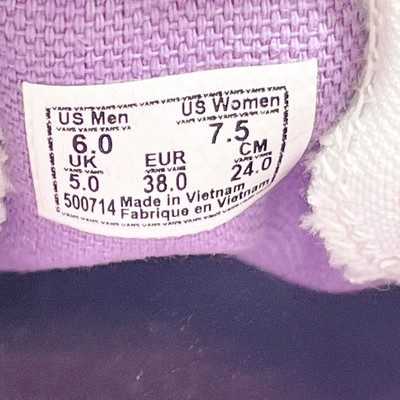 US Men US Women
6.0 7.5
UK EUR CM
5.0 38.0 24.0
500714 Made in Vietnam
Fabrique en Vietnam